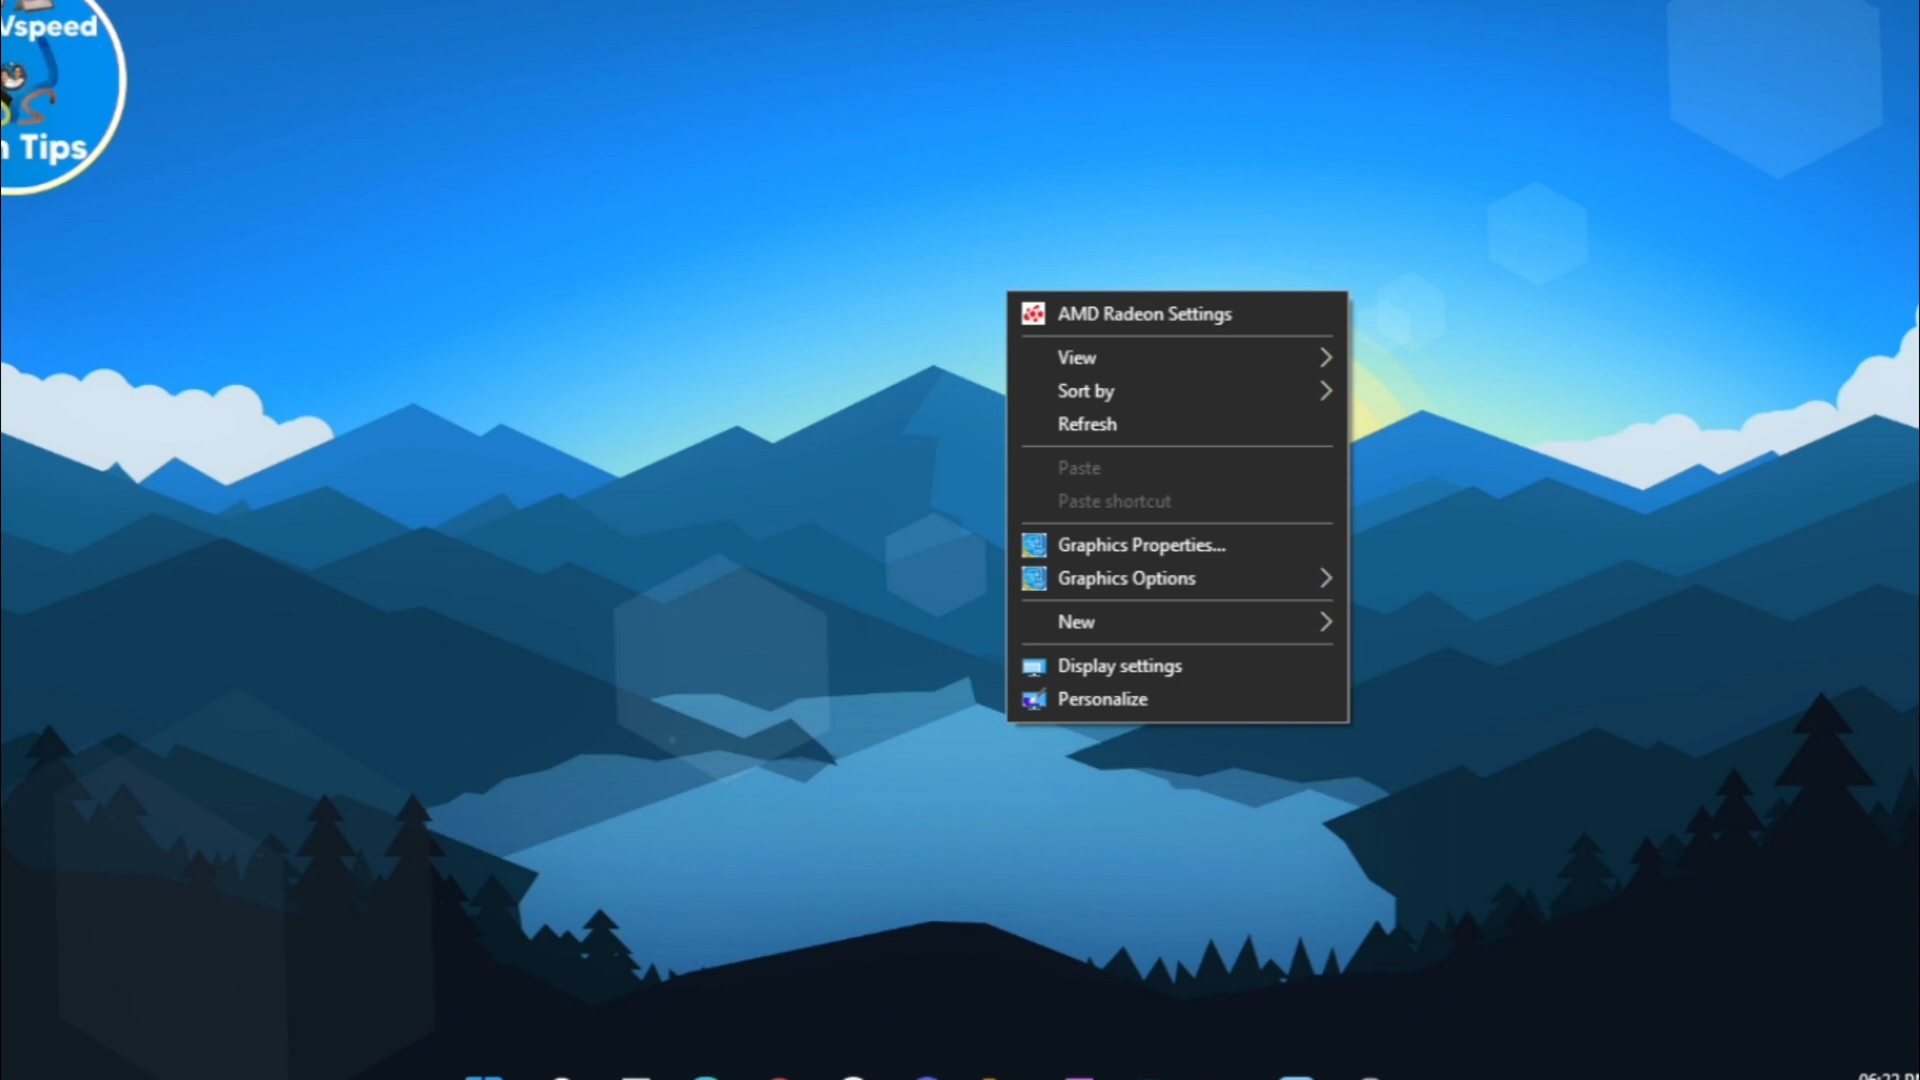 Vspeed
Tips
AMD Radeon Settings
View
Sort by
Refresh
Paste
Paste shortcut
Graphics Properties...
Graphics Options
New
Display settings
Personalize